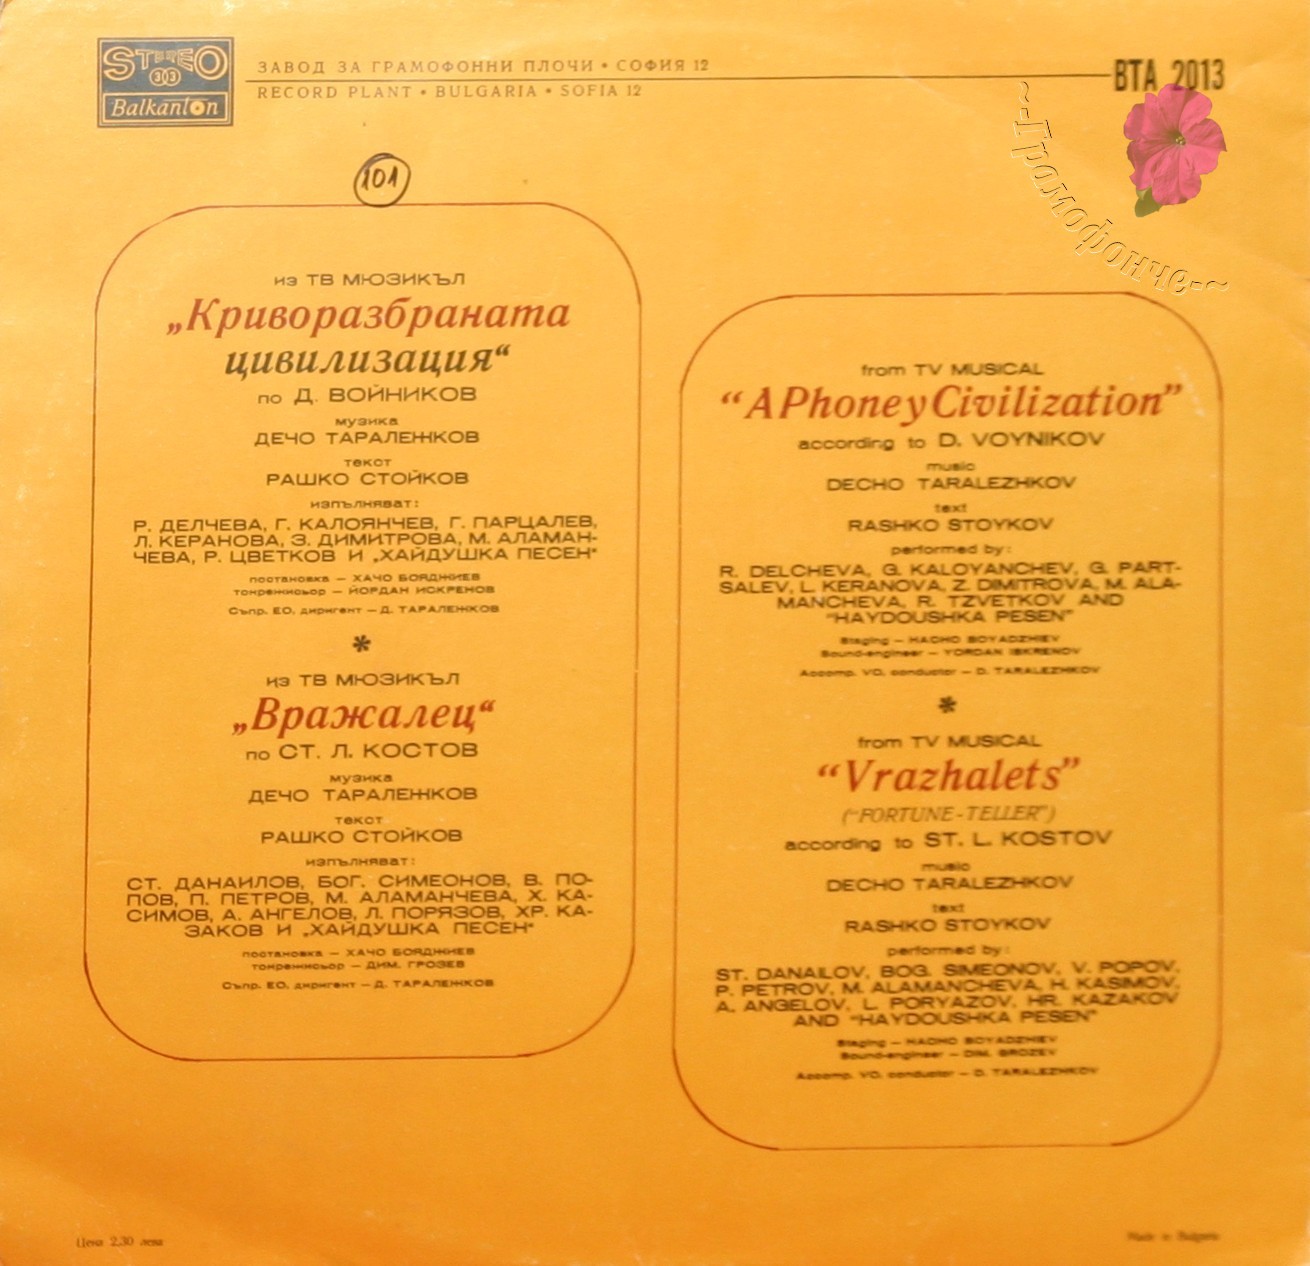 STEREO
33
Balkanton
ЗАВОД ЗА ГРАМОФОННИ ПЛОЧИ • СОФИЯ 12
RECORD PLANT • BULGARIA • SOFIA 12
ВТА 2013
~~Грамофонче~~
101
из ТВ МЮЗИКЪЛ
„Криворазбраната
цивилизация“
по Д. ВОЙНИКОВ
музика
ДЕЧО ТАРАЛЕЖКОВ
текст
РАШКО СТОЙКОВ
изпълняват:
Р. ДЕЛЧЕВА, Г. КАЛОЯНЧЕВ, Г. ПАРЦАЛЕВ,
Л. КЕРАНОВА, З. ДИМИТРОВА, М. АЛАМАН-
ЧЕВА, Р. ЦВЕТКОВ И „ХАЙДУШКА ПЕСЕН“
постановка – ХАЧО БОЯДЖИЕВ
тонрежисьор – ЙОРДАН ИСКРЕНОВ
Съпр. ЕО, диригент – Д. ТАРАЛЕЖКОВ
*
из ТВ МЮЗИКЪЛ
„Вражалец“
по СТ. Л. КОСТОВ
музика
ДЕЧО ТАРАЛЕЖКОВ
текст
РАШКО СТОЙКОВ
изпълняват:
СТ. ДАНАИЛОВ, БОГ. СИМЕОНОВ, В. ПО-
ПОВ, П. ПЕТРОВ, М. АЛАМАНЧЕВА, Х. КА-
СИМОВ, А. АНГЕЛОВ, Л. ПОРЯЗОВ, ХР. КА-
ЗАКОВ И „ХАЙДУШКА ПЕСЕН“
постановка – ХАЧО БОЯДЖИЕВ
тонрежисьор – ДИМ. ГРОЗЕВ
Съпр. ЕО, диригент – Д. ТАРАЛЕЖКОВ
from TV MUSICAL
“A Phoney Civilization”
according to D. VOYNIKOV
music
DECHO TARALEZHKOV
text
RASHKO STOYKOV
performed by:
R. DELCHEVA, G. KALOYANCHEV, G. PART-
SALEV, L. KERANOVA, Z. DIMITROVA, M. ALA-
MANCHEVA, R. TZVETKOV AND
“HAYDOUSHKA PESEN”
Staging – HACHO BOYADZHIEV
Sound-engineer – YORDAN ISKRENOV
Accomp. VO, conductor – D. TARALEZHKOV
*
from TV MUSICAL
“Vrazhalets”
(“FORTUNE-TELLER”)
according to ST. L. KOSTOV
music
DECHO TARALEZHKOV
text
RASHKO STOYKOV
performed by:
ST. DANAILOV, BOG. SIMEONOV, V. POPOV,
P. PETROV, M. ALAMANCHEVA, H. KASIMOV,
A. ANGELOV, L. PORYAZOV, HR. KAZAKOV
AND “HAYDOUSHKA PESEN”
Staging – HACHO BOYADZHIEV
Sound-engineer – DIM. GROZEV
Accomp. VO, conductor – D. TARALEZHKOV
Цена 2,30 лева
Made in Bulgaria